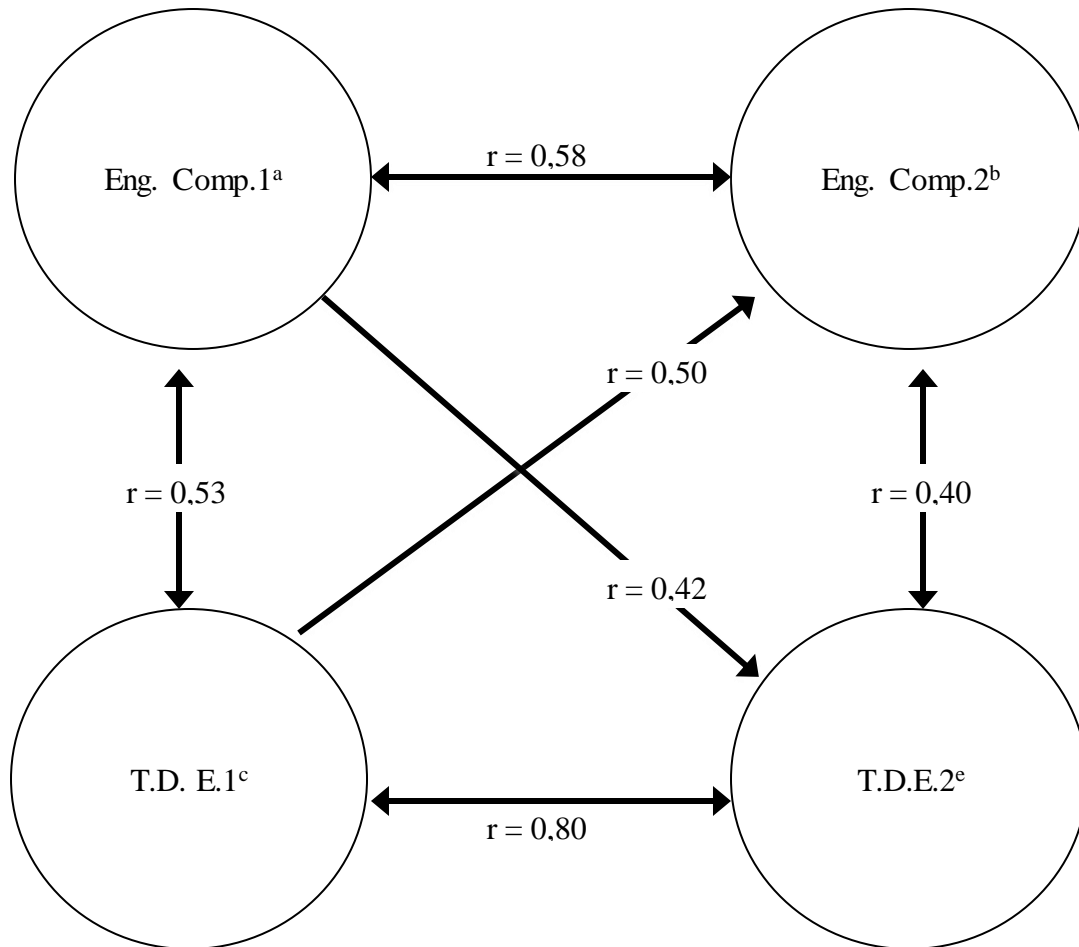 r = 0,58
Eng. Comp.1ᵃ
Eng. Comp.2ᵇ
r = 0,50
r = 0,53
r = 0,40
r = 0,42
T.D. E.1ᶜ
T.D.E.2ᵉ
r = 0,80